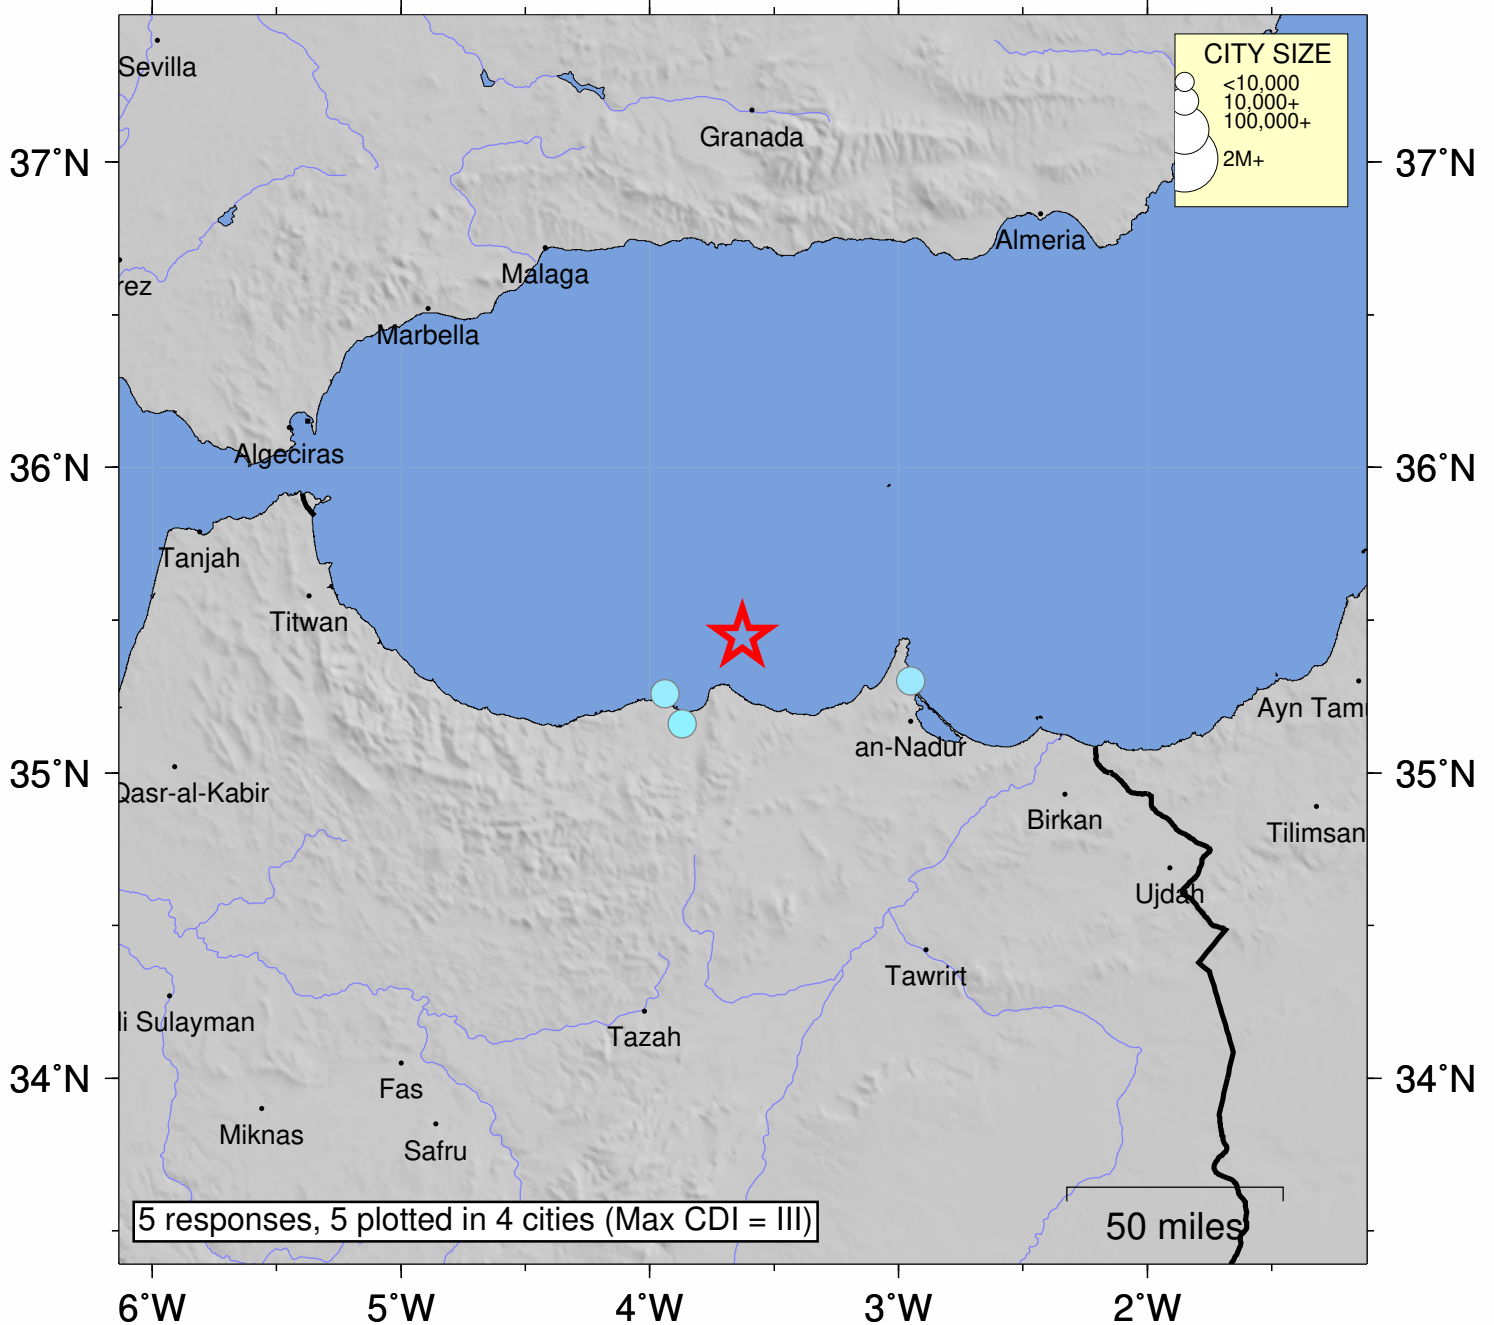 Sevilla
CITY SIZE
<10,000
10,000+
100,000+
2M+
Granada
37°N
37°N
Almeria
Malaga
rez
Marbella
Algeciras
36°N
36°N
Tanjah
Titwan
Ayn Tam
an-Nadur
35°N
35°N
Qasr-al-Kabir
Birkan
Tilimsan
Ujdah
Tawrirt
li Sulayman
Tazah
34°N
34°N
Fas
Miknas
Safru
5 responses, 5 plotted in 4 cities (Max CDI = III)
50 miles
6°W
5°W
4°W
3°W
2°W